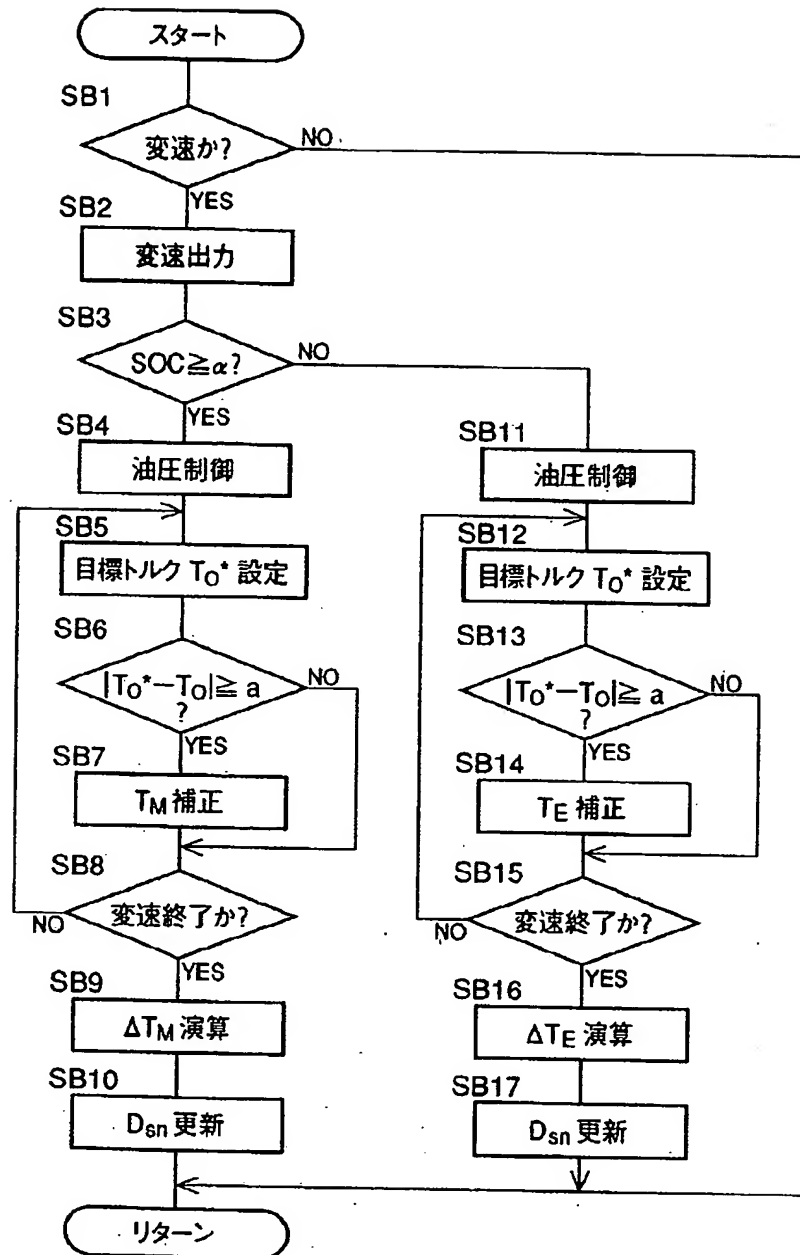 スタート
SB1
変速か?
NO
YES
SB2
変速出力
SB3
SOC≧α?
NO
YES
SB4
油圧制御
SB5
目標トルク TO* 設定
SB6
|TO*−TO|≧a
?
NO
YES
SB7
TM 補正
SB8
変速終了か?
NO
YES
SB9
ΔTM 演算
SB10
Dsn 更新
SB11
油圧制御
SB12
目標トルク TO* 設定
SB13
|TO*−TO|≧a
?
NO
YES
SB14
TE 補正
SB15
変速終了か?
NO
YES
SB16
ΔTE 演算
SB17
Dsn 更新
リターン